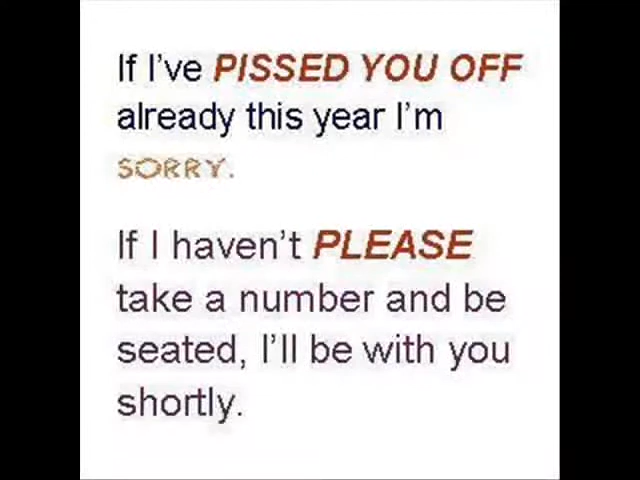 If I've PISSED YOU OFF
already this year I'm
SORRY.
If I haven't PLEASE
take a number and be
seated, I'll be with you
shortly.